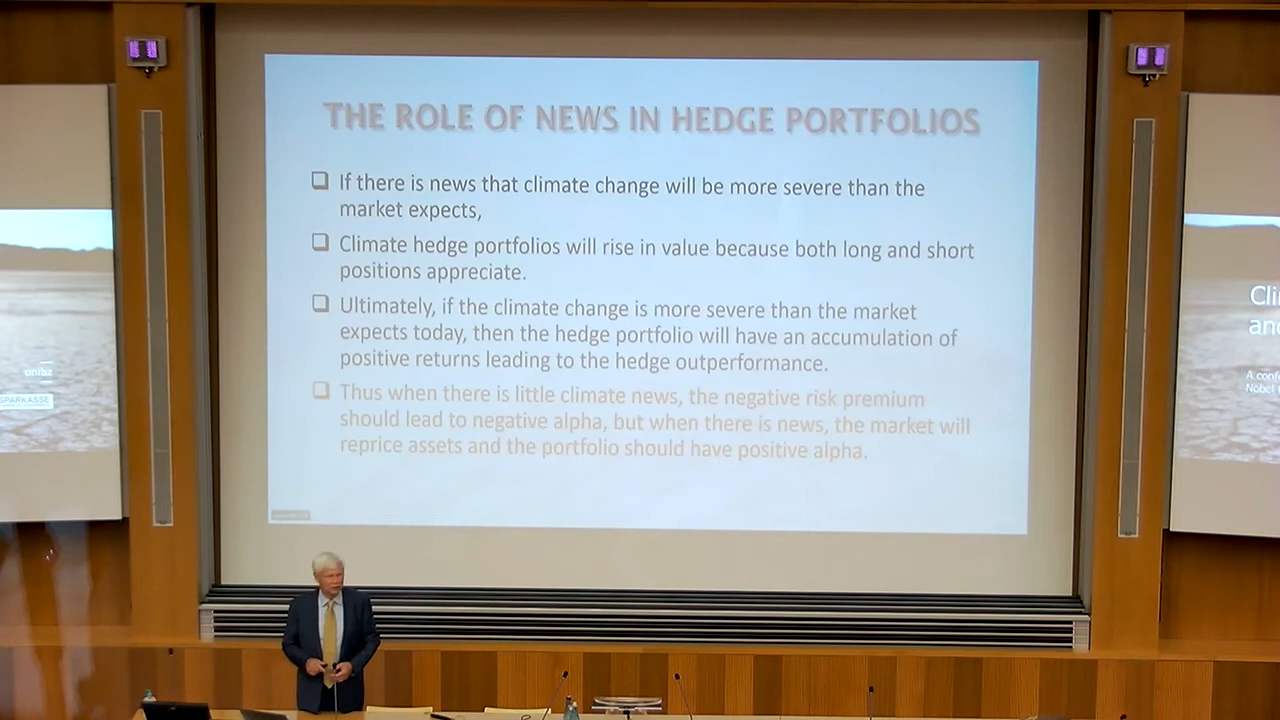 THE ROLE OF NEWS IN HEDGE PORTFOLIOS
If there is news that climate change will be more severe than the
market expects,
Climate hedge portfolios will rise in value because both long and short
positions appreciate.
Ultimately, if the climate change is more severe than the market
expects today, then the hedge portfolio will have an accumulation of
positive returns leading to the hedge outperformance.
Thus when there is little climate news, the negative risk premium
should lead to negative alpha, but when there is news, the market will
reprice assets and the portfolio should have positive alpha.
unibz
SPARKASSE
Cli
an
A conf
Nobel